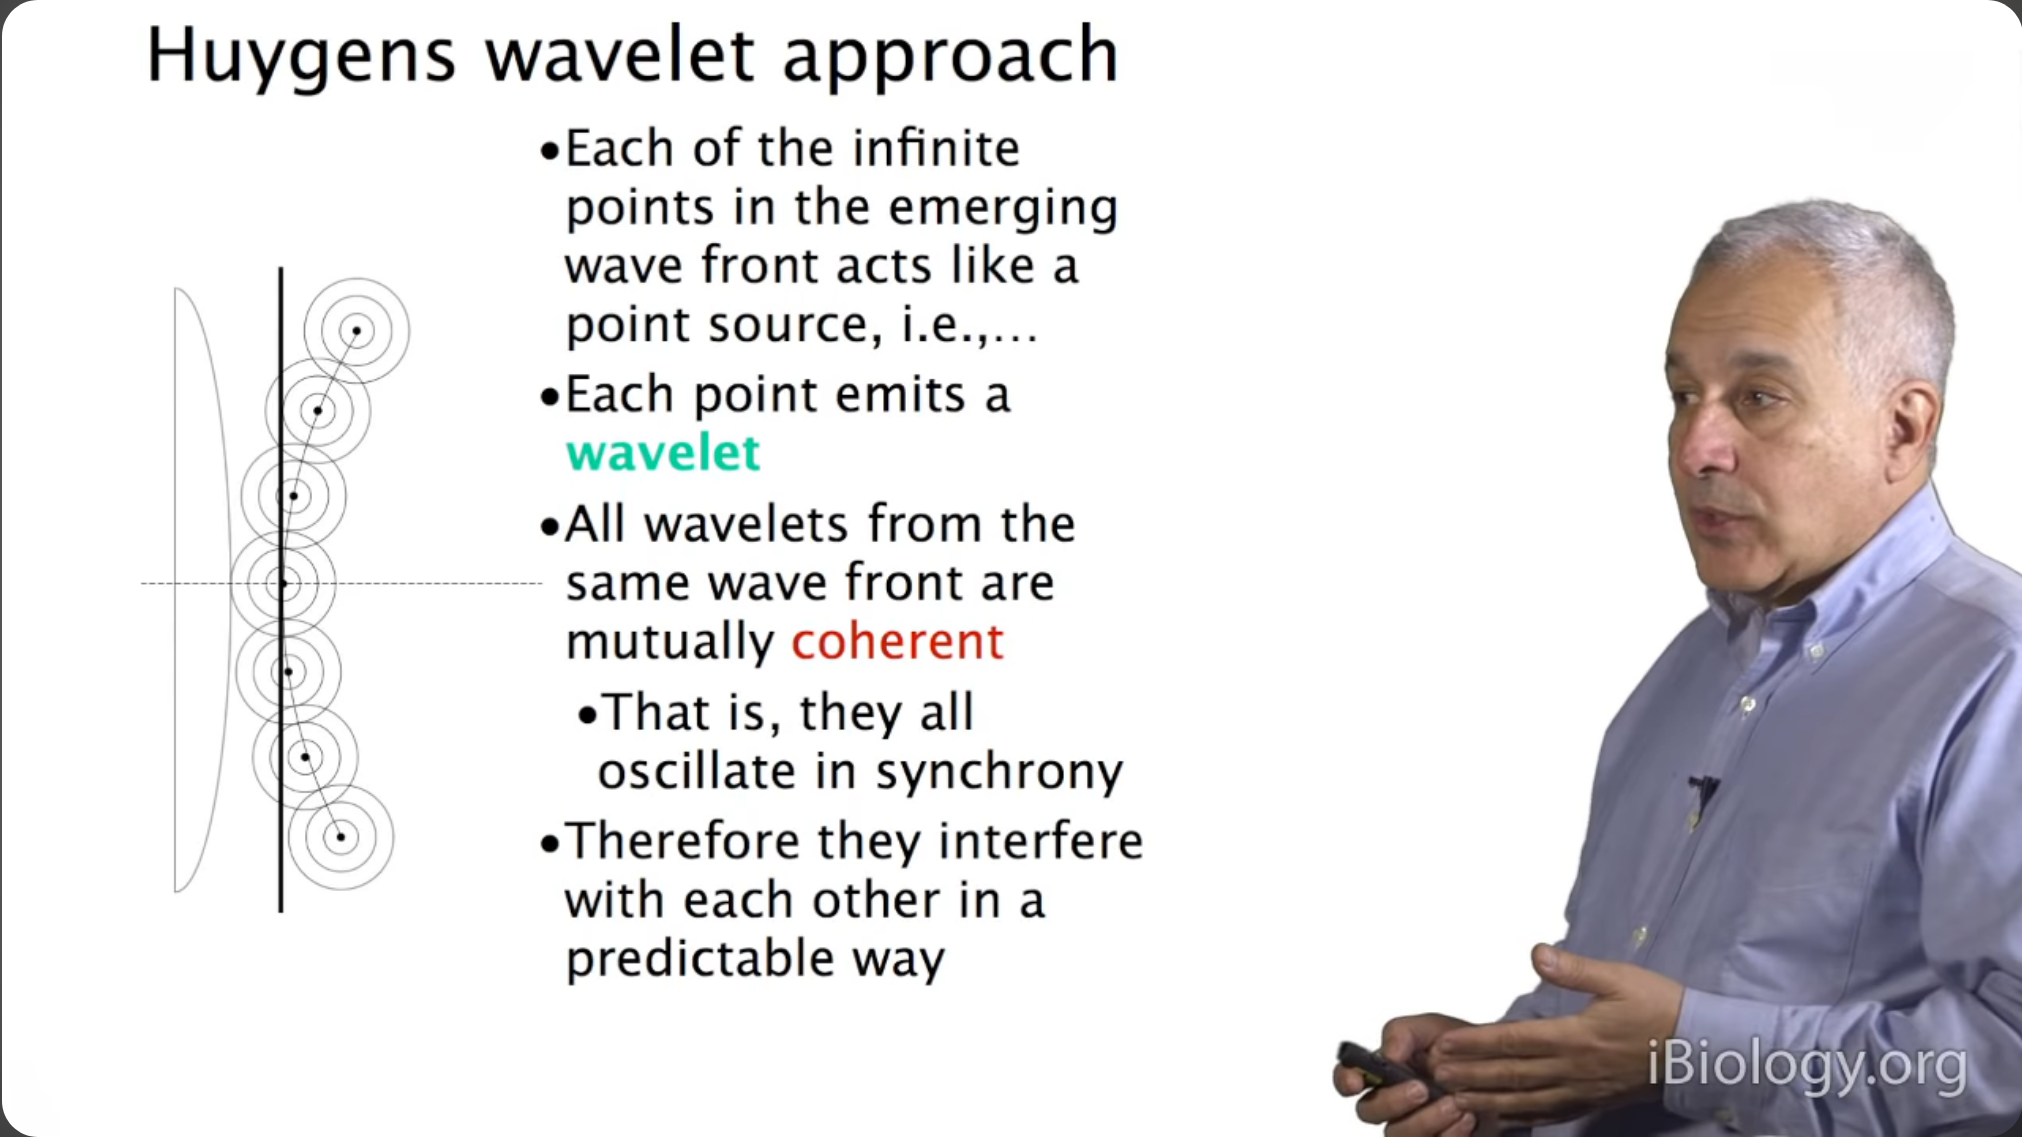 Huygens wavelet approach
•Each of the infinite
points in the emerging
wave front acts like a
point source, i.e.,…
•Each point emits a
wavelet
•All wavelets from the
same wave front are
mutually coherent
•That is, they all
oscillate in synchrony
•Therefore they interfere
with each other in a
predictable way
iBiology.org